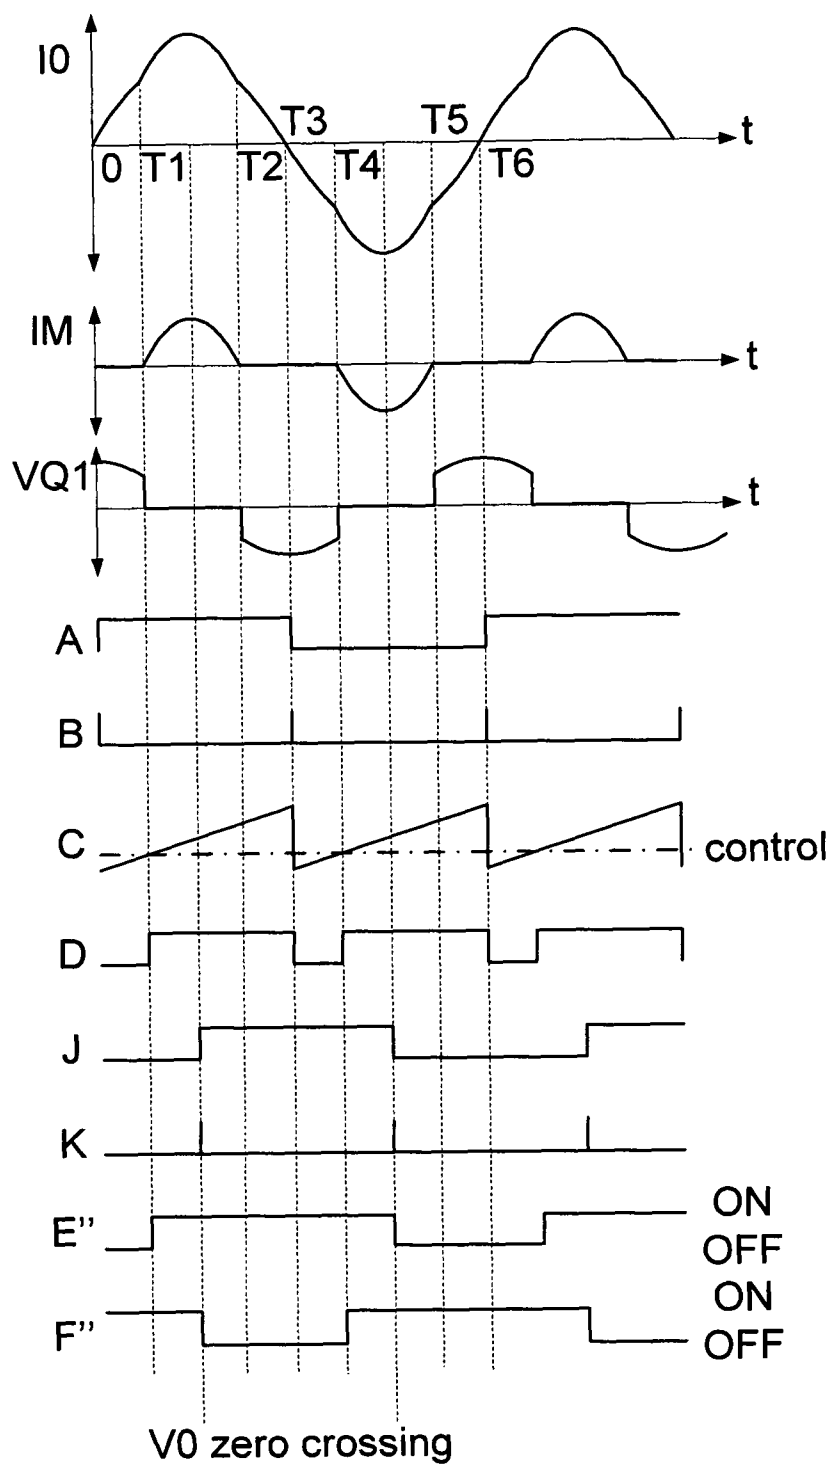 I0
t
T3 T5
0 T1 T2 T4 T6
IM
t
VQ1
t
A
B
C
control
D
J
K
E’’
ON
OFF
F’’
ON
OFF
V0 zero crossing